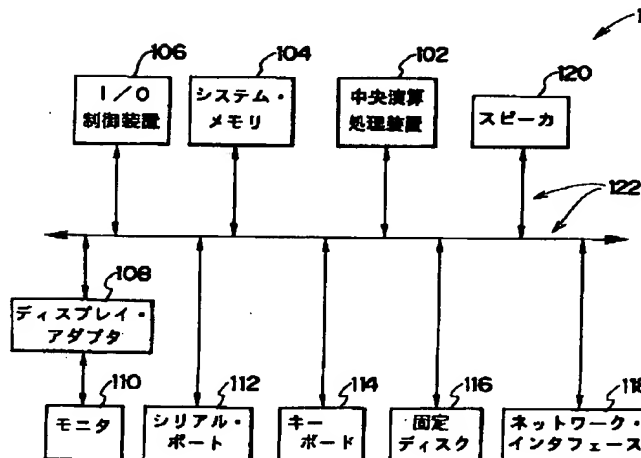 1
106
104
102
120
I/O
制御装置
システム・
メモリ
中央演算
処理装置
スピーカ
122
108
ディスプレイ・
アダプタ
110
112
114
116
118
モニタ
シリアル・
ポート
キー
ボード
固定
ディスク
ネットワーク・
インタフェース